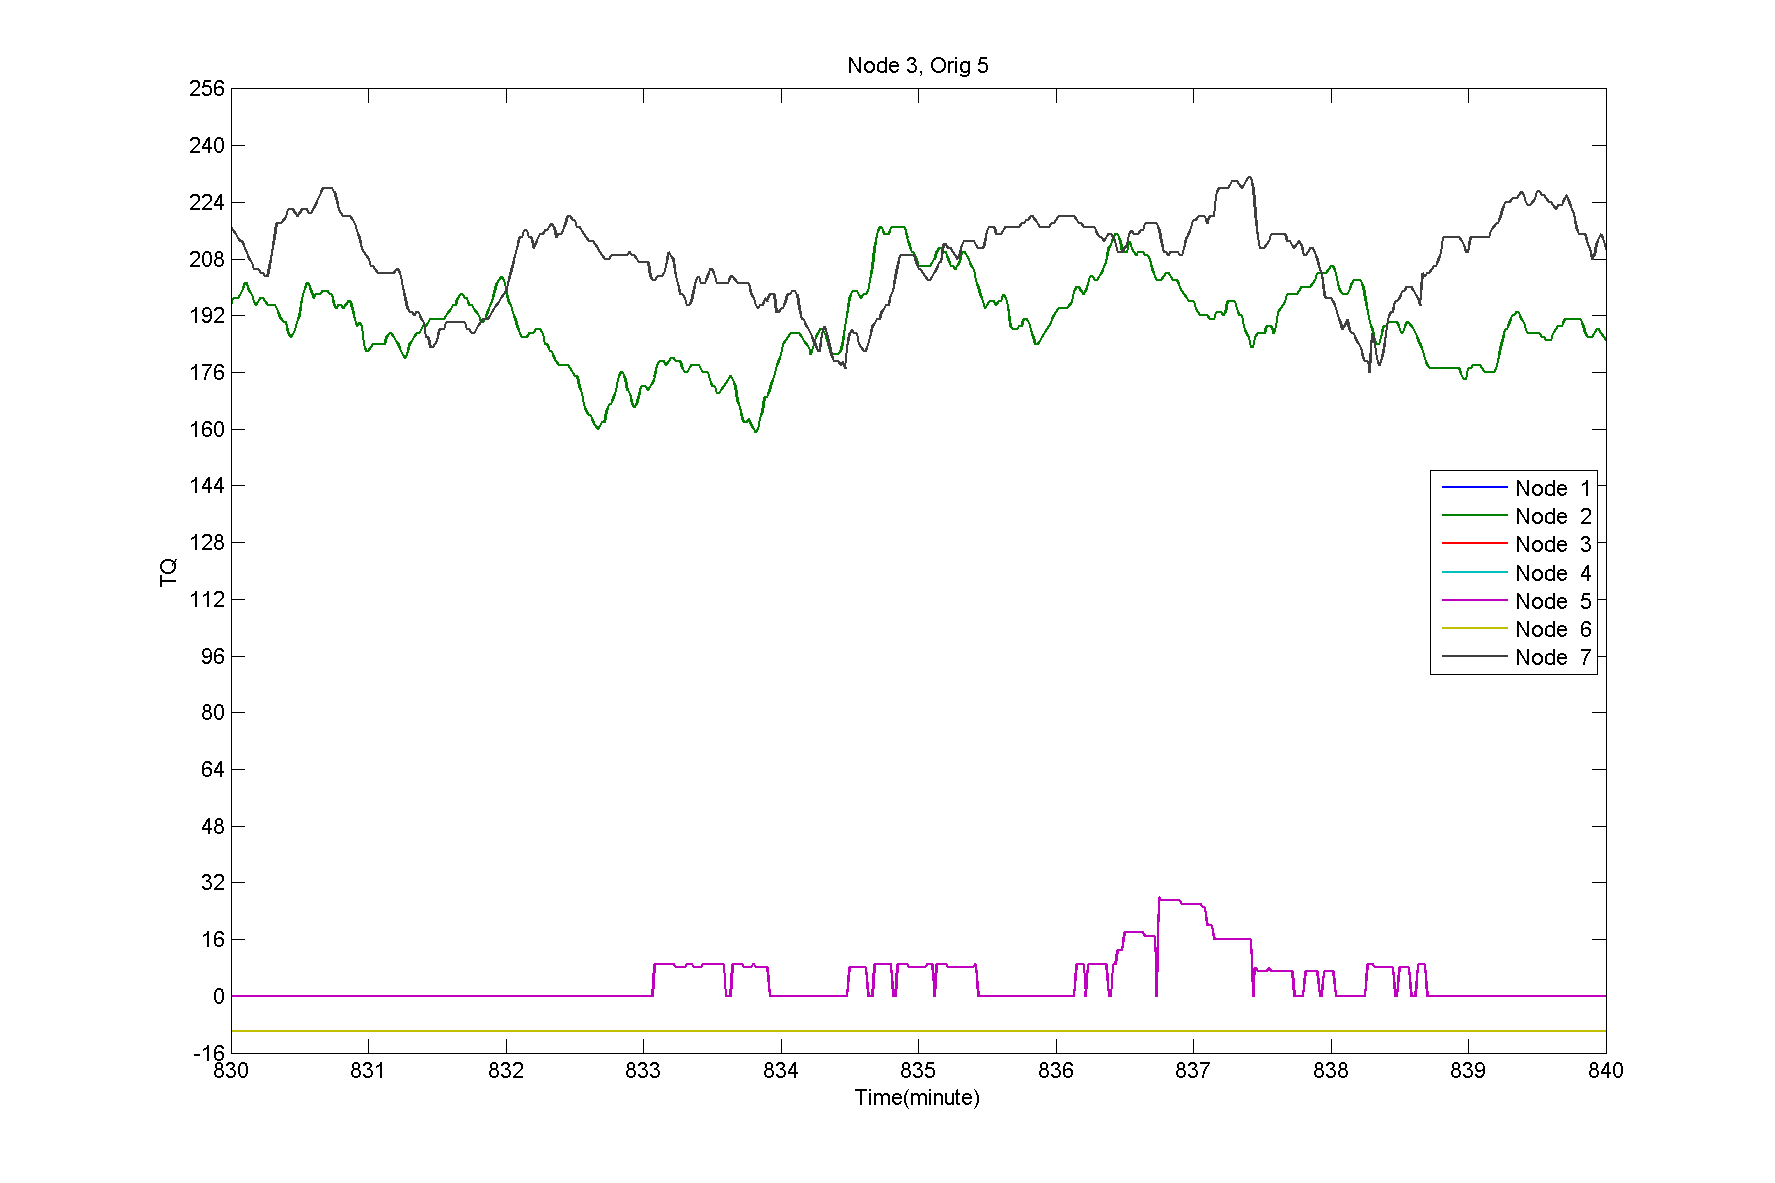 Node 3, Orig 5
256
240
224
208
192
176
160
144
128
112
96
80
64
48
32
16
0
-16
TQ
Node 1
Node 2
Node 3
Node 4
Node 5
Node 6
Node 7
830 831 832 833 834 835 836 837 838 839 840
Time(minute)